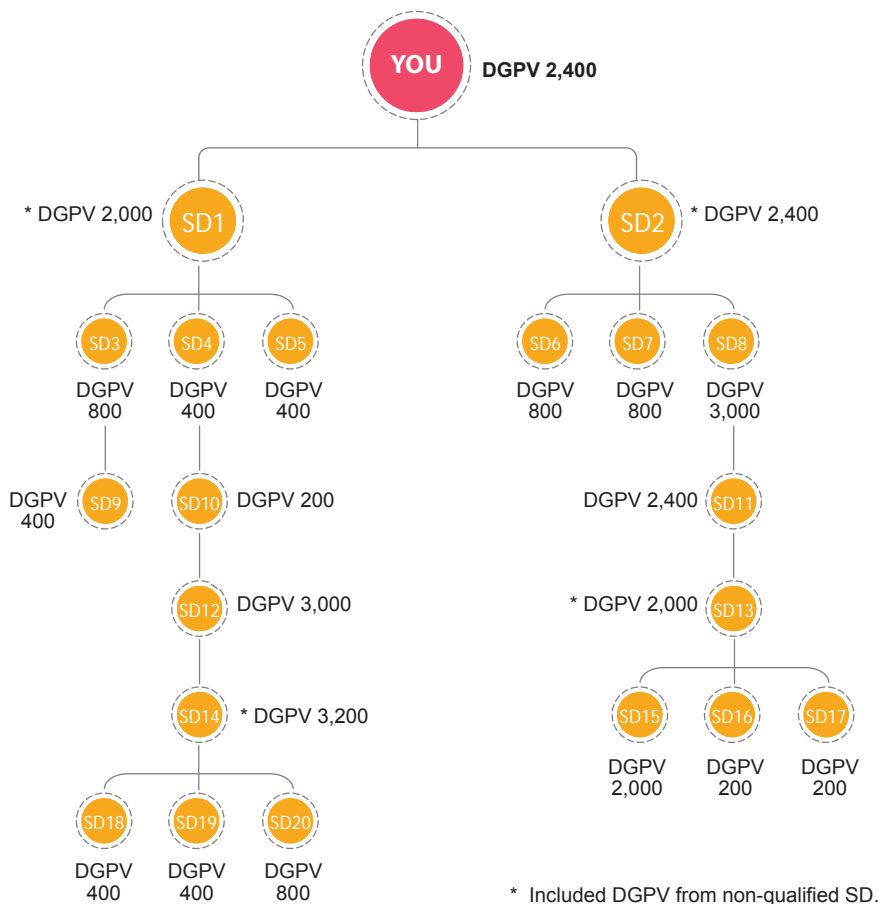 YOU
DGPV 2,400
* DGPV 2,000
SD1
SD2
* DGPV 2,400
SD3
SD4
SD5
SD6
SD7
SD8
DGPV
800
DGPV
400
DGPV
400
DGPV
800
DGPV
800
DGPV
3,000
DGPV
400
SD9
SD10
DGPV 200
DGPV 2,400
SD11
SD12
DGPV 3,000
* DGPV 2,000
SD13
SD14
* DGPV 3,200
SD15
SD16
SD17
DGPV
2,000
DGPV
200
DGPV
200
SD18
SD19
SD20
DGPV
400
DGPV
400
DGPV
800
* Included DGPV from non-qualified SD.